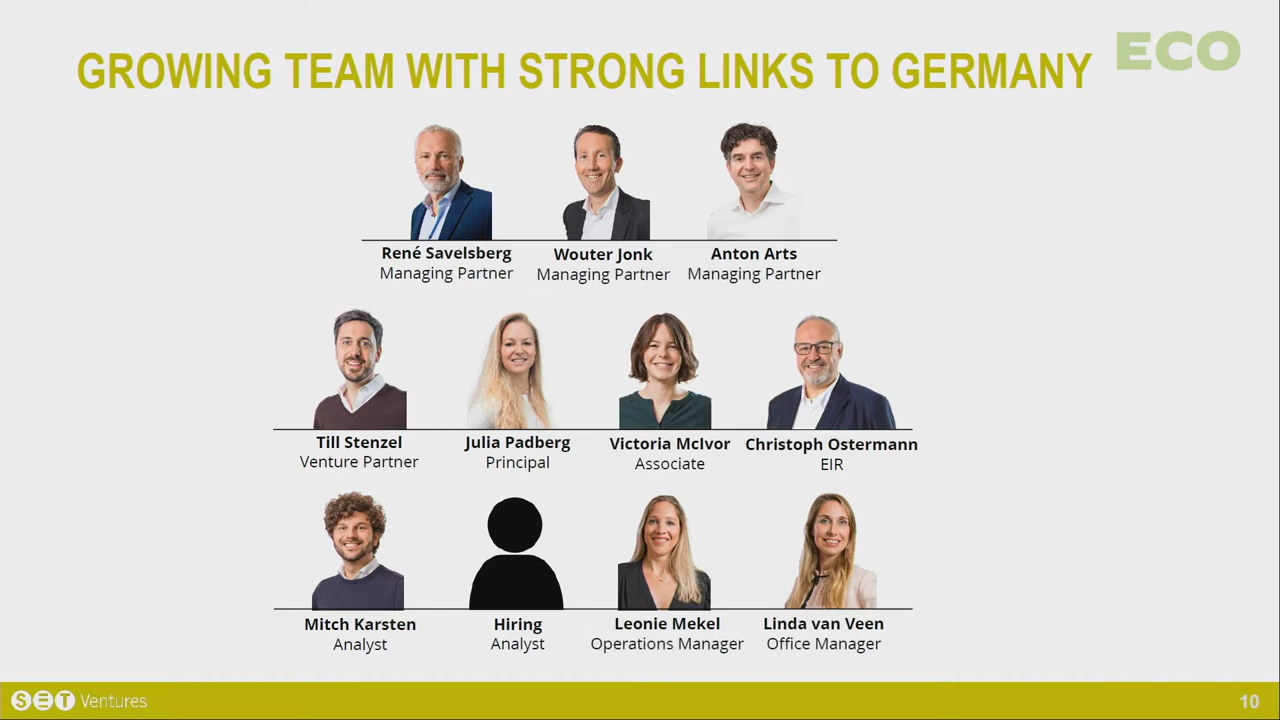 GROWING TEAM WITH STRONG LINKS TO GERMANY
ECO
René Savelsberg
Managing Partner
Wouter Jonk
Managing Partner
Anton Arts
Managing Partner
Till Stenzel
Venture Partner
Julia Padberg
Principal
Victoria McIvor
Associate
Christoph Ostermann
EIR
Mitch Karsten
Analyst
Hiring
Analyst
Leonie Mekel
Operations Manager
Linda van Veen
Office Manager
SET Ventures
10